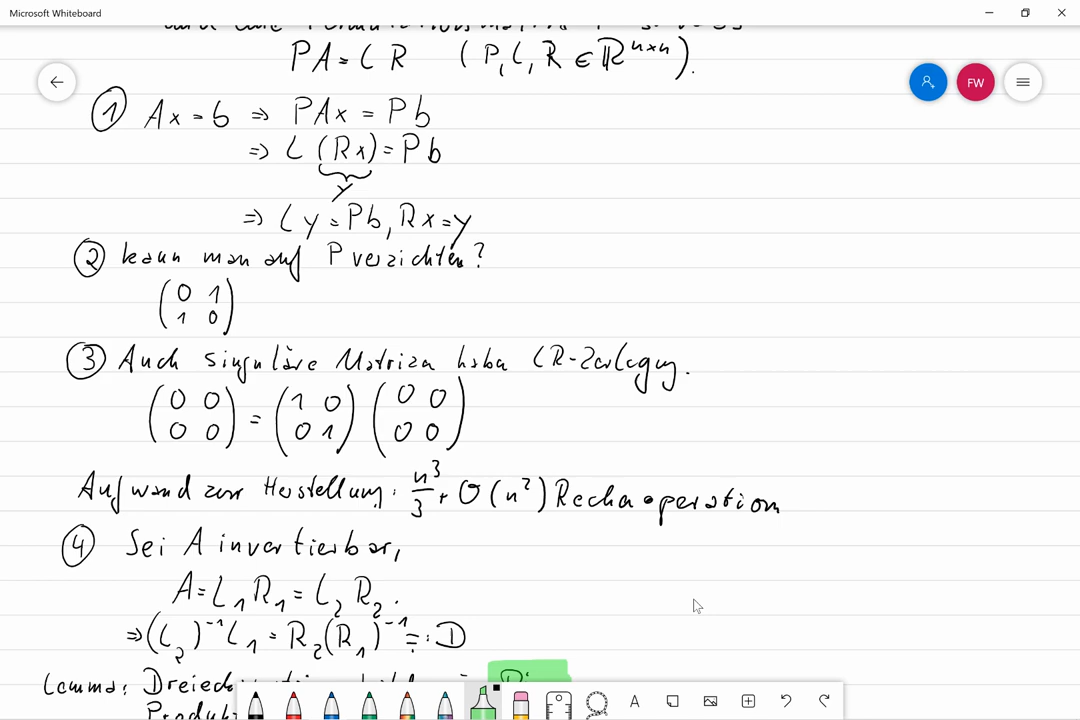 Microsoft Whiteboard
PA = LR (P, L, R ∈ ℝⁿˣⁿ).
FW
① Ax = b ⇒ PAx = Pb
⇒ L(Rx) = Pb
y
⇒ Ly = Pb, Rx = y
② kann man auf P verzichten?
(0 1
1 0)
③ Auch singuläre Matrizen haben LR-Zerlegung.
(0 0 (1 0 (0 0
0 0) = 0 1) 0 0)
Aufwand zur Herstellung: n³/3 + O(n²) Rechenoperationen
④ Sei A invertierbar,
A = L₁R₁ = L₂R₂.
⇒ (L₂)⁻¹L₁ = R₂(R₁)⁻¹ =: D
Lemma:
Produkt
A